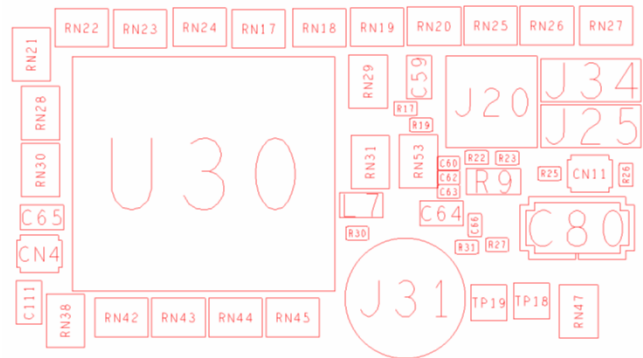 RN22 RN23 RN24 RN17 RN18 RN19 RN20 RN25 RN26 RN27
RN21
RN29
C59
J20
J34
RN28
R17
R19
J25
U30
RN30
RN31
RN53
C60
R22
R23
C62
C63
R9
R25
CN11
R26
C65
L7
C64
C66
C80
R30
R31
R27
CN4
C111
RN38
RN42 RN43 RN44 RN45
J31
TP19
TP18
RN47